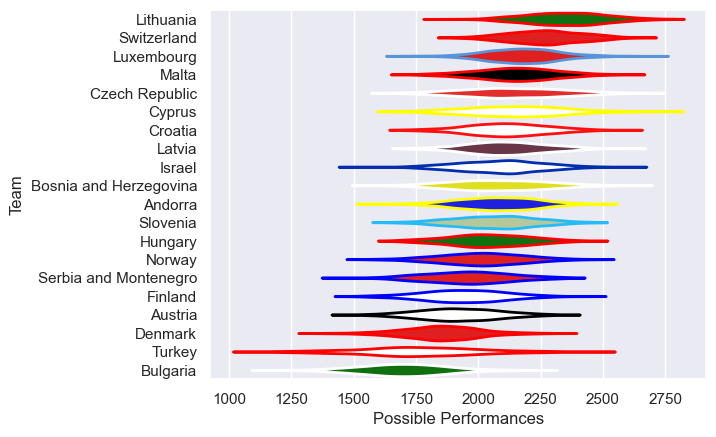 Lithuania
Switzerland
Luxembourg
Malta
Czech Republic
Cyprus
Croatia
Latvia
Israel
Bosnia and Herzegovina
Andorra
Slovenia
Hungary
Norway
Serbia and Montenegro
Finland
Austria
Denmark
Turkey
Bulgaria
Team
1000 1250 1500 1750 2000 2250 2500 2750
Possible Performances